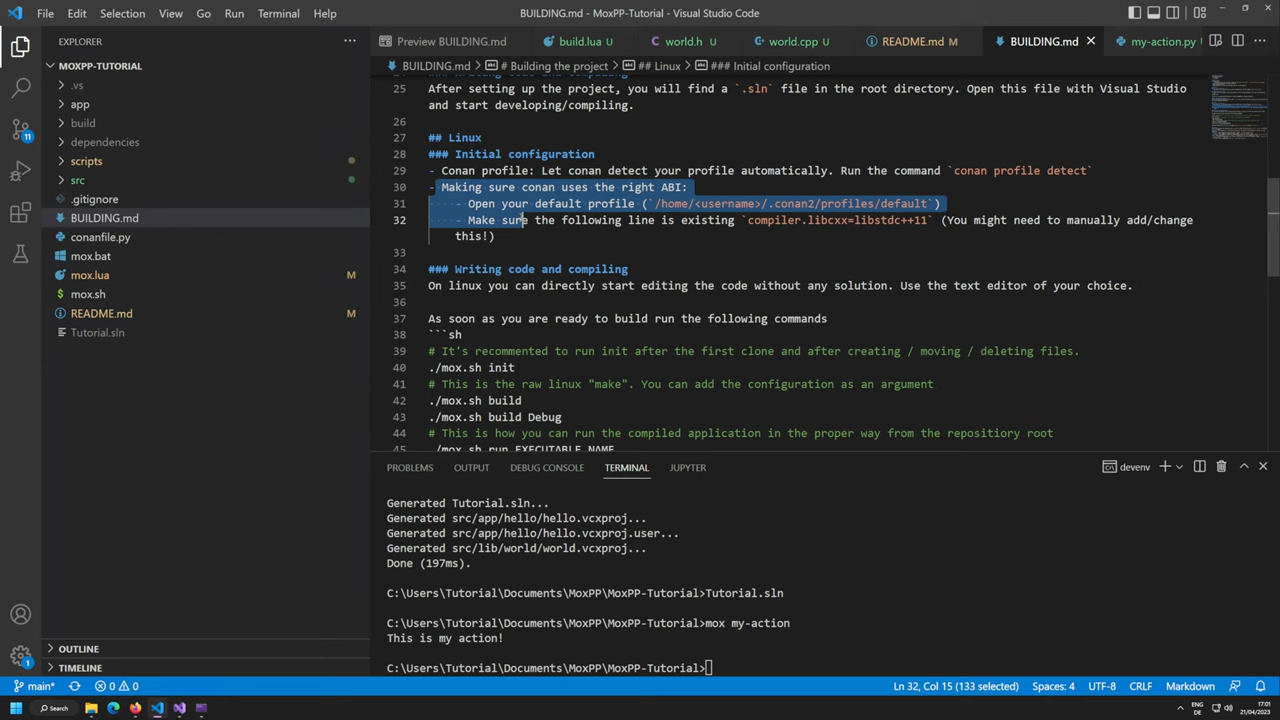 File Edit Selection View Go Run Terminal Help
BUILDING.md - MoxPP-Tutorial - Visual Studio Code
EXPLORER
MOXPP-TUTORIAL
.vs
app
build
dependencies
scripts
src
.gitignore
BUILDING.md
conanfile.py
mox.bat
mox.lua M
mox.sh
README.md M
Tutorial.sln
OUTLINE
TIMELINE
11
1
Preview BUILDING.md build.lua U world.h U world.cpp U README.md M BUILDING.md my-action.py U
BUILDING.md > # Building the project > ## Linux > ### Initial configuration
25 After setting up the project, you will find a `.sln` file in the root directory. Open this file with Visual Studio
and start developing/compiling.
26
27 ## Linux
28 ### Initial configuration
29 - Conan profile: Let conan detect your profile automatically. Run the command `conan profile detect`
30 - Making sure conan uses the right ABI:
31 - Open your default profile (`/home/<username>/.conan2/profiles/default`)
32 - Make sure the following line is existing `compiler.libcxx=libstdc++11` (You might need to manually add/change
this!)
33
34 ### Writing code and compiling
35 On linux you can directly start editing the code without any solution. Use the text editor of your choice.
36
37 As soon as you are ready to build run the following commands
38 ```sh
39 # It's recommented to run init after the first clone and after creating / moving / deleting files.
40 ./mox.sh init
41 # This is the raw linux "make". You can add the configuration as an argument
42 ./mox.sh build
43 ./mox.sh build Debug
44 # This is how you can run the compiled application in the proper way from the repositiory root
45 ./mox.sh run EXECUTABLE_NAME
PROBLEMS OUTPUT DEBUG CONSOLE TERMINAL JUPYTER
devenv
Generated Tutorial.sln...
Generated src/app/hello/hello.vcxproj...
Generated src/app/hello/hello.vcxproj.user...
Generated src/lib/world/world.vcxproj...
Done (197ms).
C:\Users\Tutorial\Documents\MoxPP\MoxPP-Tutorial>Tutorial.sln
C:\Users\Tutorial\Documents\MoxPP\MoxPP-Tutorial>mox my-action
This is my action!
C:\Users\Tutorial\Documents\MoxPP\MoxPP-Tutorial>
main* 0 0
Ln 32, Col 15 (133 selected) Spaces: 4 UTF-8 CRLF Markdown
Search
ENG
DE
17:01
21/04/2023